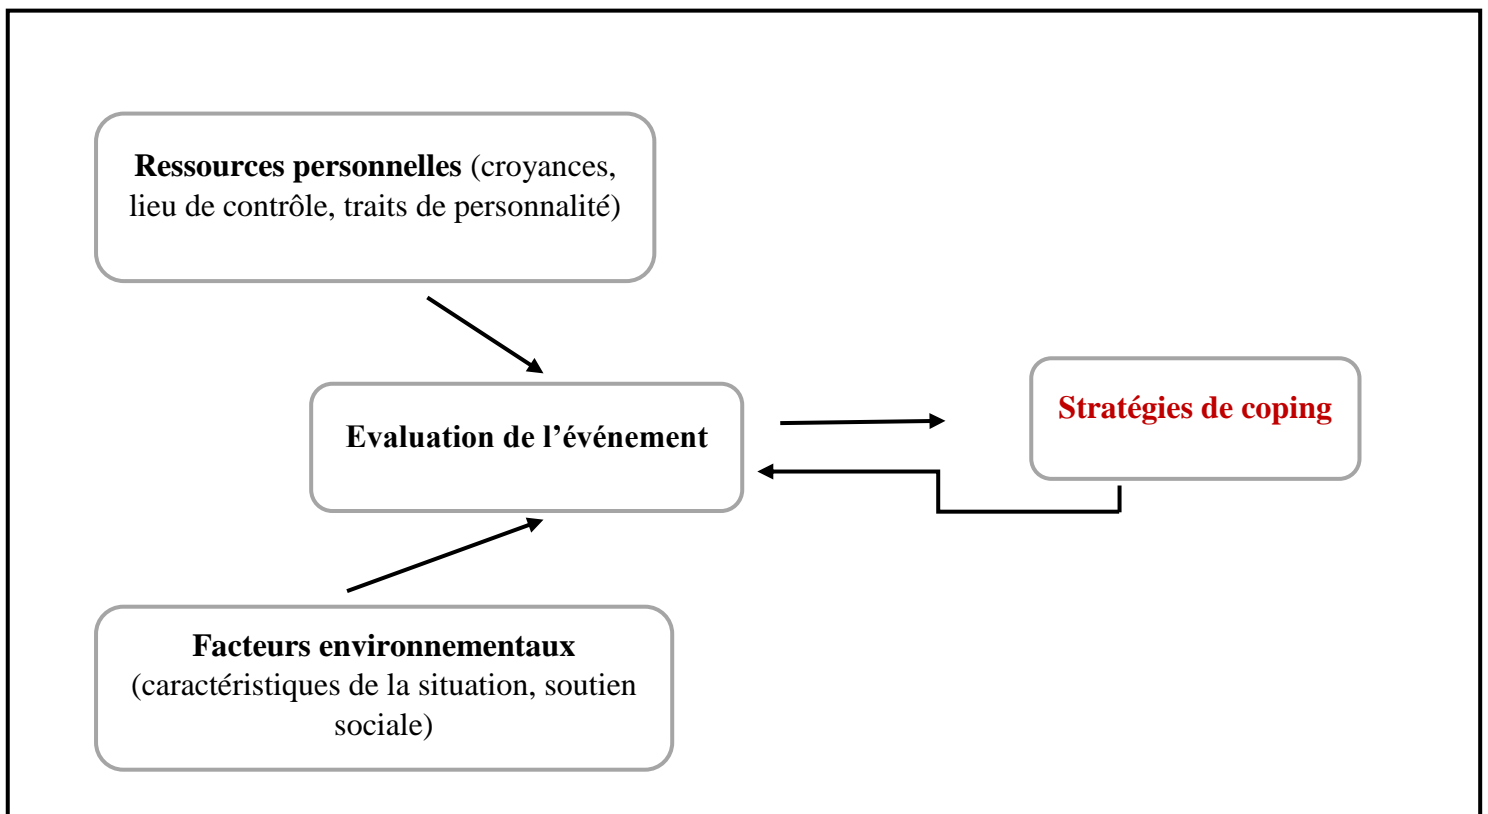 Ressources personnelles (croyances,
lieu de contrôle, traits de personnalité)
Evaluation de l’événement
Stratégies de coping
Facteurs environnementaux
(caractéristiques de la situation, soutien
sociale)